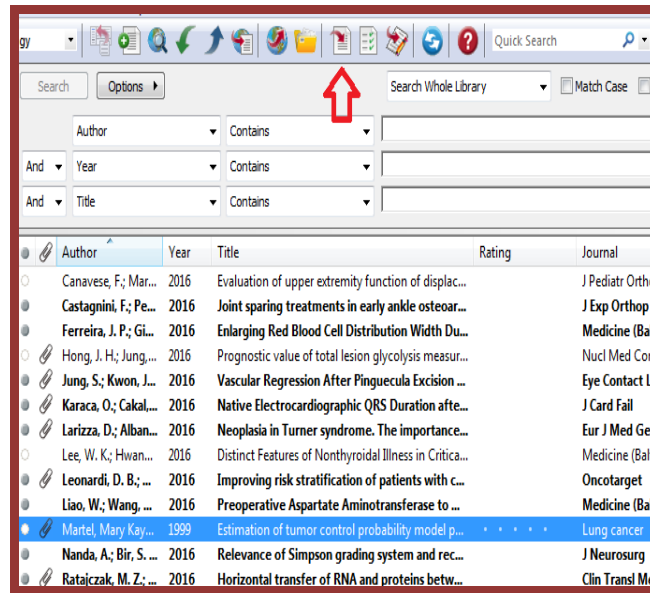 gy Quick Search
Search Options Search Whole Library Match Case
Author Contains
And Year Contains
And Title Contains
Author Year Title Rating Journal
Canavese, F.; Mar... 2016 Evaluation of upper extremity function of displac... J Pediatr Orth
Castagnini, F.; Pe... 2016 Joint sparing treatments in early ankle osteoar... J Exp Orthop
Ferreira, J. P.; Gi... 2016 Enlarging Red Blood Cell Distribution Width Du... Medicine (Ba
Hong, J. H.; Jung,... 2016 Prognostic value of total lesion glycolysis measur... Nucl Med Co
Jung, S.; Kwon, J... 2016 Vascular Regression After Pinguecula Excision ... Eye Contact L
Karaca, O.; Cakal,... 2016 Native Electrocardiographic QRS Duration afte... J Card Fail
Larizza, D.; Alban... 2016 Neoplasia in Turner syndrome. The importance... Eur J Med Ge
Lee, W. K.; Hwan... 2016 Distinct Features of Nonthyroidal Illness in Critica... Medicine (Bal
Leonardi, D. B.; ... 2016 Improving risk stratification of patients with c... Oncotarget
Liao, W.; Wang, ... 2016 Preoperative Aspartate Aminotransferase to ... Medicine (Ba
Martel, Mary Kay... 1999 Estimation of tumor control probability model p... Lung cancer
Nanda, A.; Bir, S. ... 2016 Relevance of Simpson grading system and rec... J Neurosurg
Ratajczak, M. Z.; ... 2016 Horizontal transfer of RNA and proteins betw... Clin Transl Me